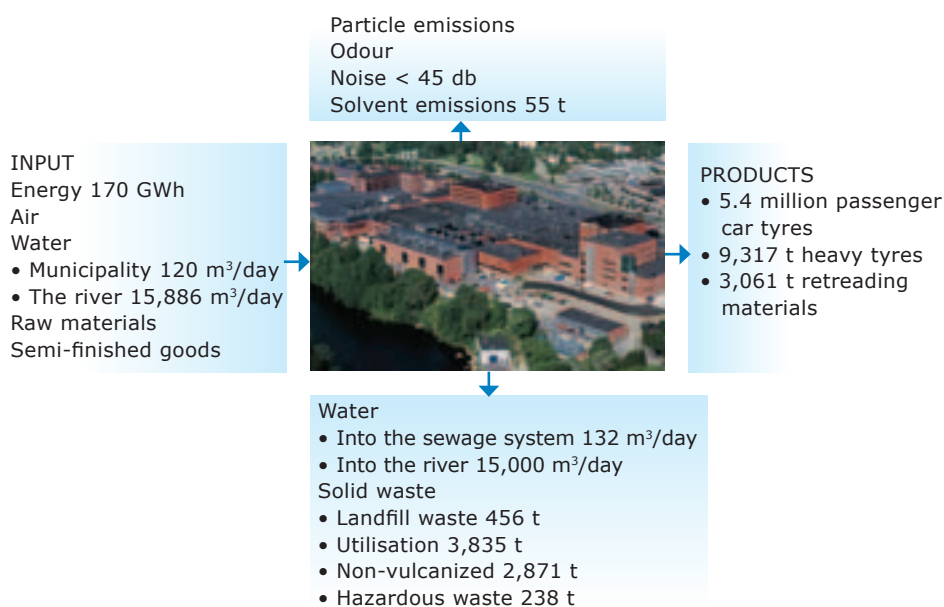 Particle emissions
Odour
Noise < 45 db
Solvent emissions 55 t
INPUT
Energy 170 GWh
Air
Water
• Municipality 120 m³/day
• The river 15,886 m³/day
Raw materials
Semi-finished goods
PRODUCTS
• 5.4 million passenger
car tyres
• 9,317 t heavy tyres
• 3,061 t retreading
materials
Water
• Into the sewage system 132 m³/day
• Into the river 15,000 m³/day
Solid waste
• Landfill waste 456 t
• Utilisation 3,835 t
• Non-vulcanized 2,871 t
• Hazardous waste 238 t